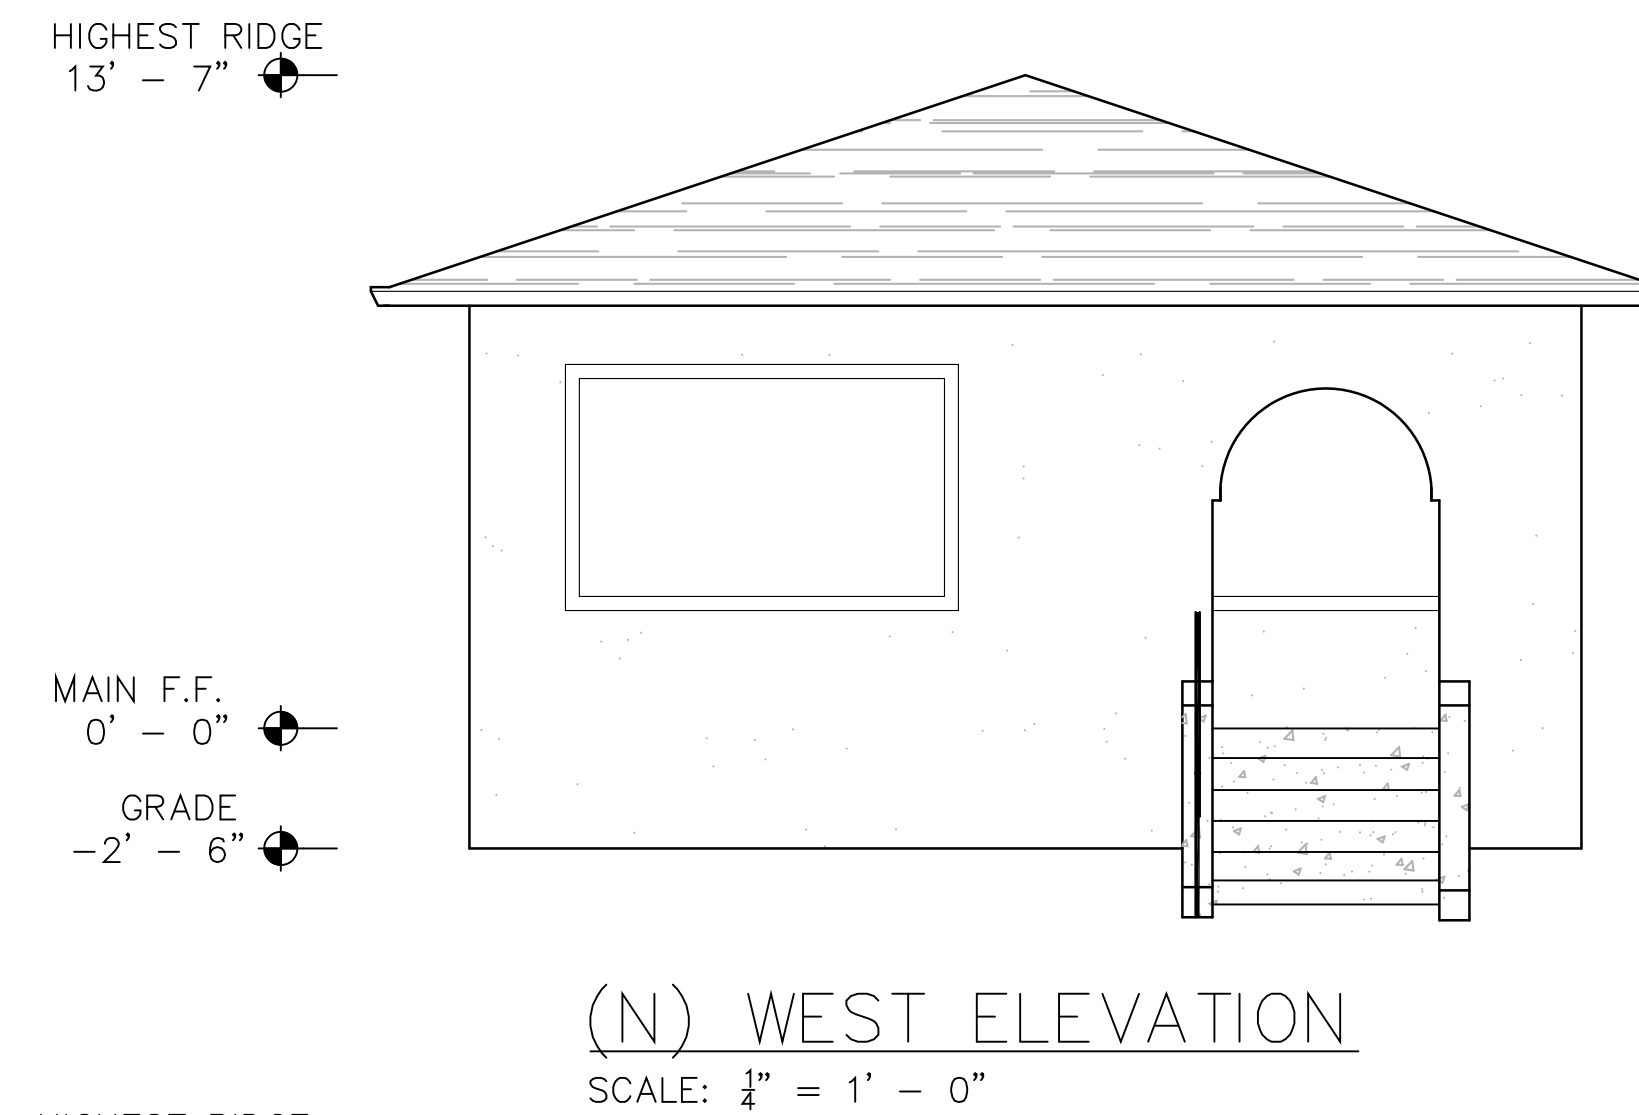 HIGHEST RIDGE
13' - 7"
MAIN F.F.
0' - 0"
GRADE
-2' - 6"
(N) WEST ELEVATION
SCALE: 1/4" = 1' - 0"